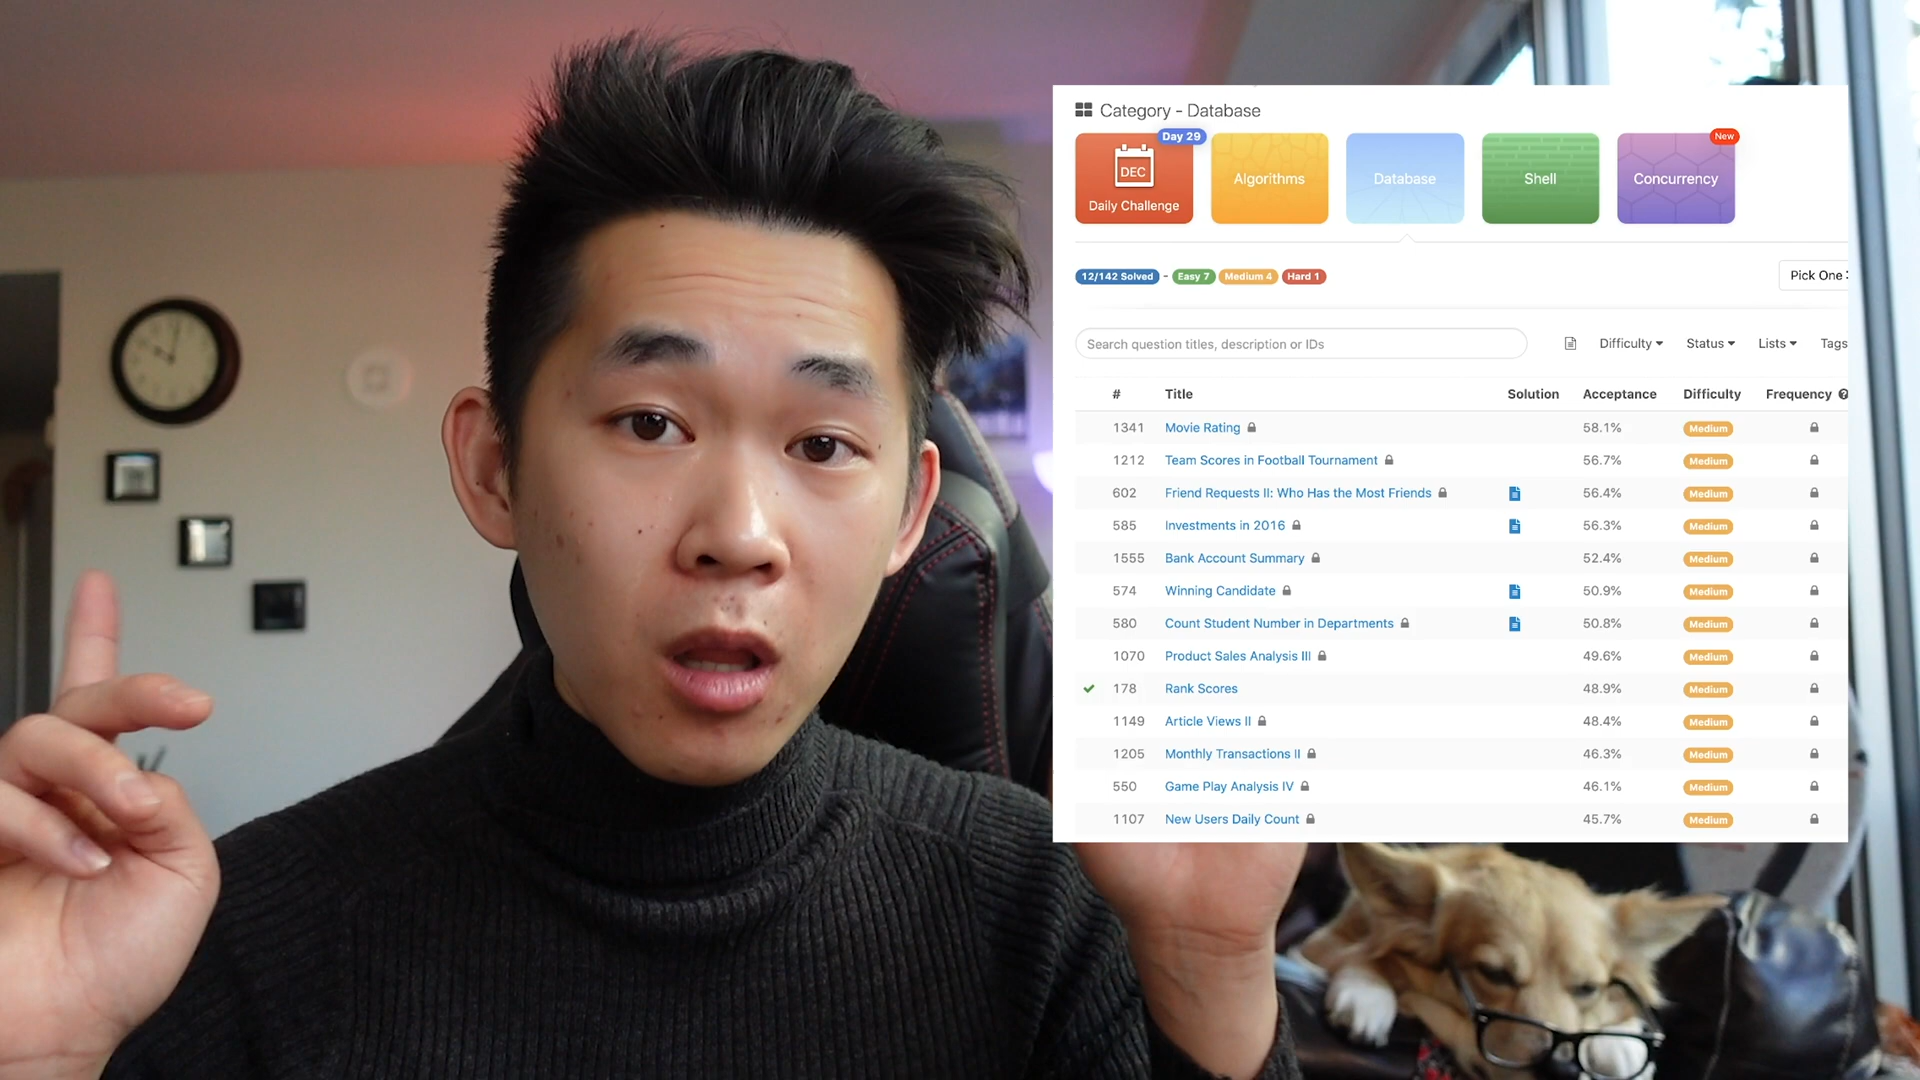 Category - Database
Day 29
New
DEC
Daily Challenge
Algorithms
Database
Shell
Concurrency
12/142 Solved - Easy 7 Medium 4 Hard 1
Pick One
Search question titles, description or IDs
Difficulty Status Lists Tags
# Title Solution Acceptance Difficulty Frequency
1341 Movie Rating 58.1% Medium
1212 Team Scores in Football Tournament 56.7% Medium
602 Friend Requests II: Who Has the Most Friends 56.4% Medium
585 Investments in 2016 56.3% Medium
1555 Bank Account Summary 52.4% Medium
574 Winning Candidate 50.9% Medium
580 Count Student Number in Departments 50.8% Medium
1070 Product Sales Analysis III 49.6% Medium
178 Rank Scores 48.9% Medium
1149 Article Views II 48.4% Medium
1205 Monthly Transactions II 46.3% Medium
550 Game Play Analysis IV 46.1% Medium
1107 New Users Daily Count 45.7% Medium